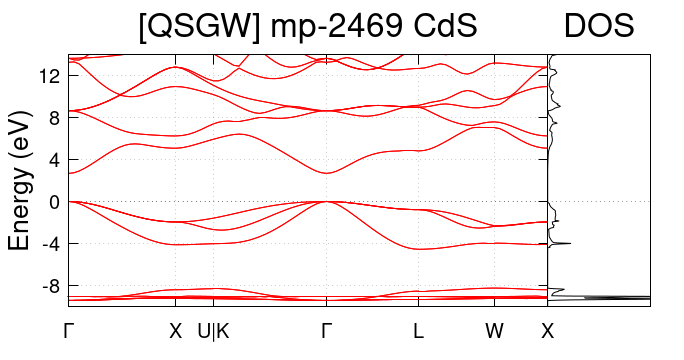 [QSGW] mp-2469 CdS DOS
Energy (eV)
12
8
4
0
-4
-8
Γ X U|K Γ L W X